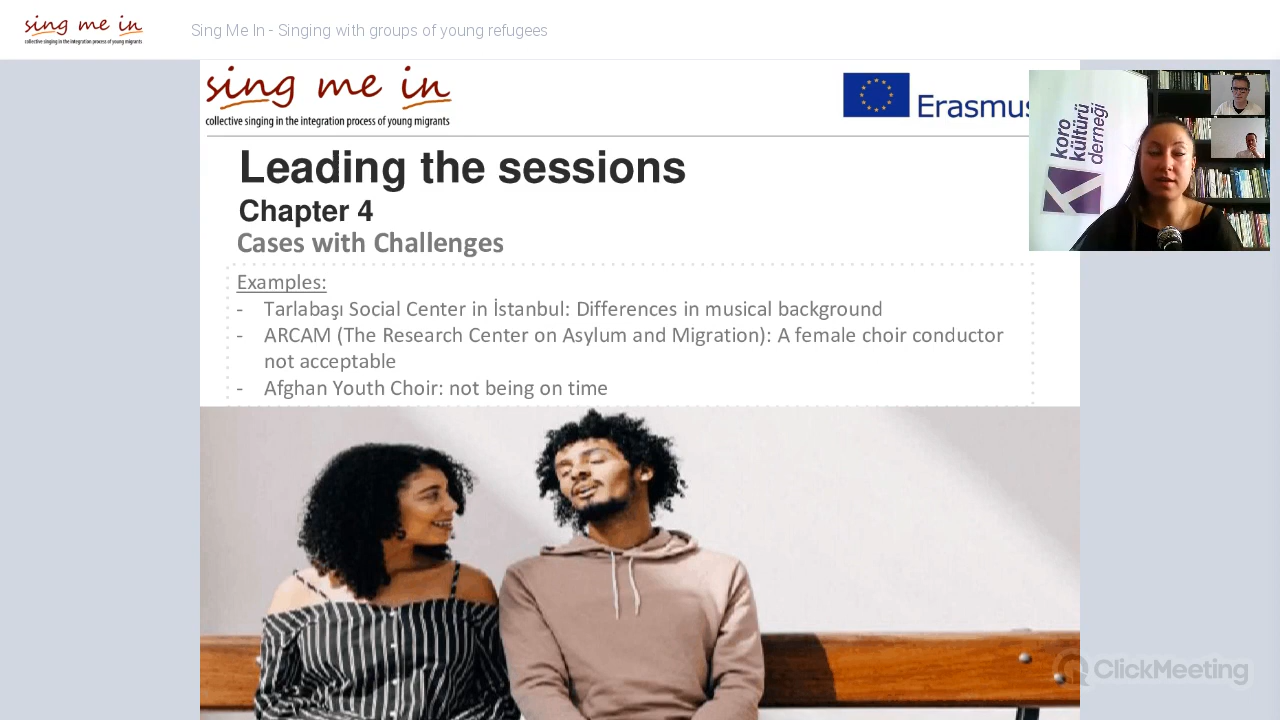 sing me in
collective singing in the integration process of young migrants
Sing Me In - Singing with groups of young refugees
sing me in
collective singing in the integration process of young migrants
Erasmus
koro
kültürü
derneği
Leading the sessions
Chapter 4
Cases with Challenges
Examples:
- Tarlabaşı Social Center in İstanbul: Differences in musical background
- ARCAM (The Research Center on Asylum and Migration): A female choir conductor
not acceptable
- Afghan Youth Choir: not being on time
ClickMeeting